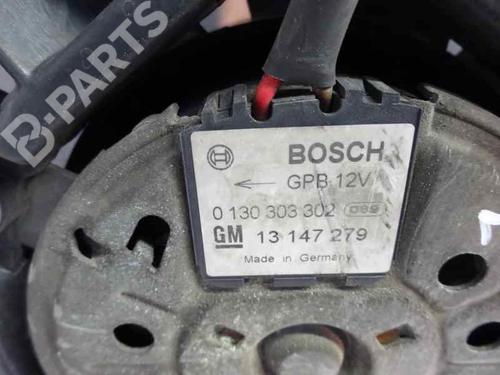 B-PARTS
BOSCH
← GPB 12V
0 130 303 302
GM 13 147 279
Made in Germany